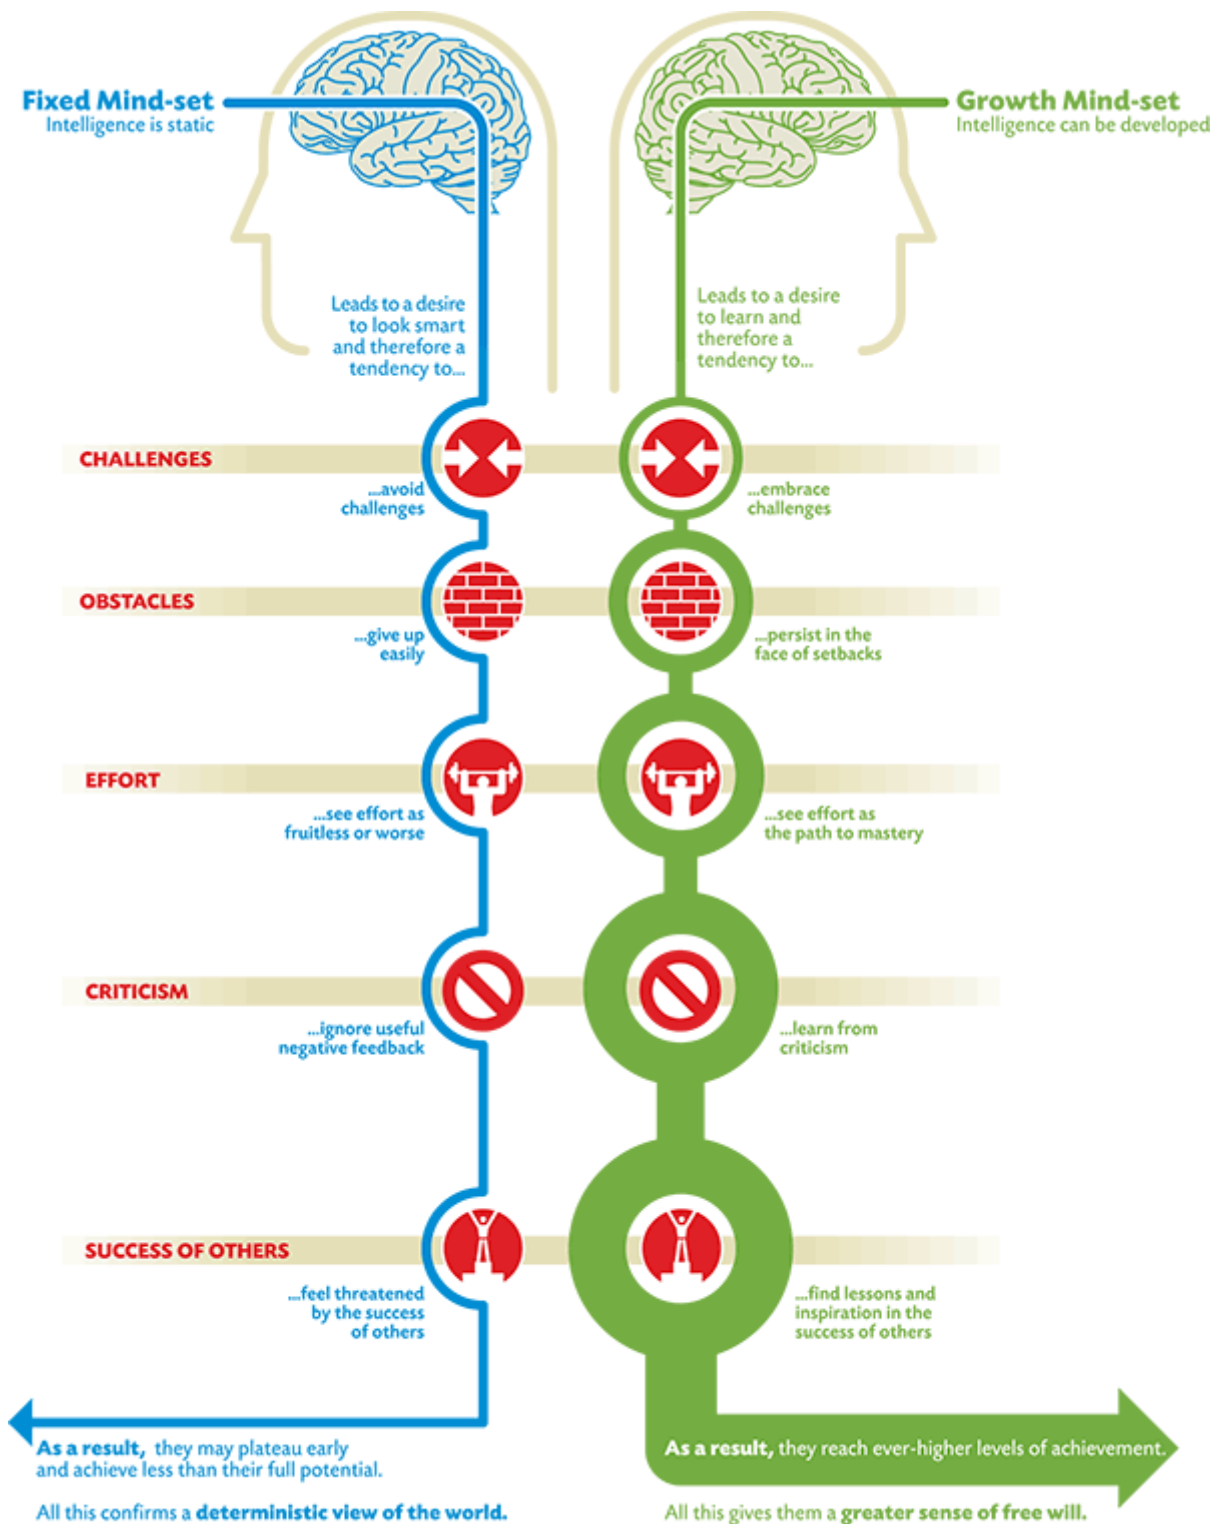 Fixed Mind-set
Intelligence is static
Growth Mind-set
Intelligence can be developed
Leads to a desire
to look smart
and therefore a
tendency to...
Leads to a desire
to learn and
therefore a
tendency to...
CHALLENGES
...avoid
challenges
...embrace
challenges
OBSTACLES
...give up
easily
...persist in the
face of setbacks
EFFORT
...see effort as
fruitless or worse
...see effort as
the path to mastery
CRITICISM
...ignore useful
negative feedback
...learn from
criticism
SUCCESS OF OTHERS
...feel threatened
by the success
of others
...find lessons and
inspiration in the
success of others
As a result, they may plateau early
and achieve less than their full potential.
All this confirms a deterministic view of the world.
As a result, they reach ever-higher levels of achievement.
All this gives them a greater sense of free will.